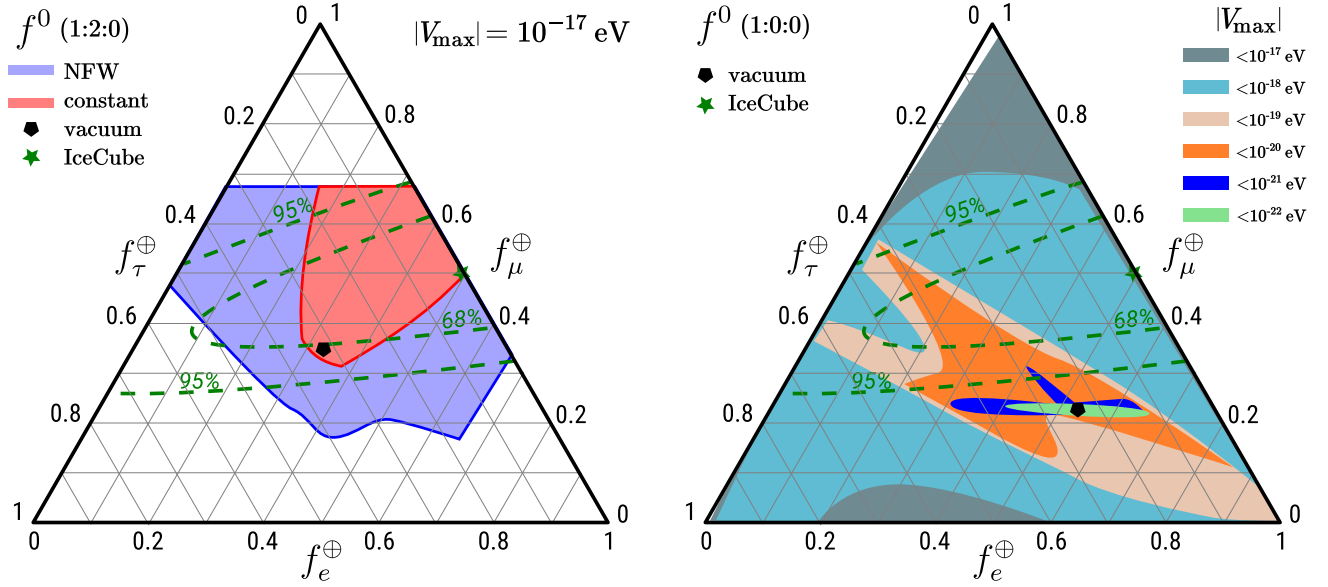 f⁰ (1:2:0)
|V_max| = 10⁻¹⁷ eV
NFW
constant
vacuum
IceCube
0 1
0.2 0.8
0.4 0.6
f_τ^⊕ f_μ^⊕
0.6 0.4
0.8 0.2
1 0
95%
68%
95%
0 0.2 0.4 0.6 0.8 1
f_e^⊕
f⁰ (1:0:0)
vacuum
IceCube
|V_max|
<10⁻¹⁷ eV
<10⁻¹⁸ eV
<10⁻¹⁹ eV
<10⁻²⁰ eV
<10⁻²¹ eV
<10⁻²² eV
0 1
0.2 0.8
0.4 0.6
f_τ^⊕ f_μ^⊕
0.6 0.4
0.8 0.2
1 0
95%
68%
95%
0 0.2 0.4 0.6 0.8 1
f_e^⊕